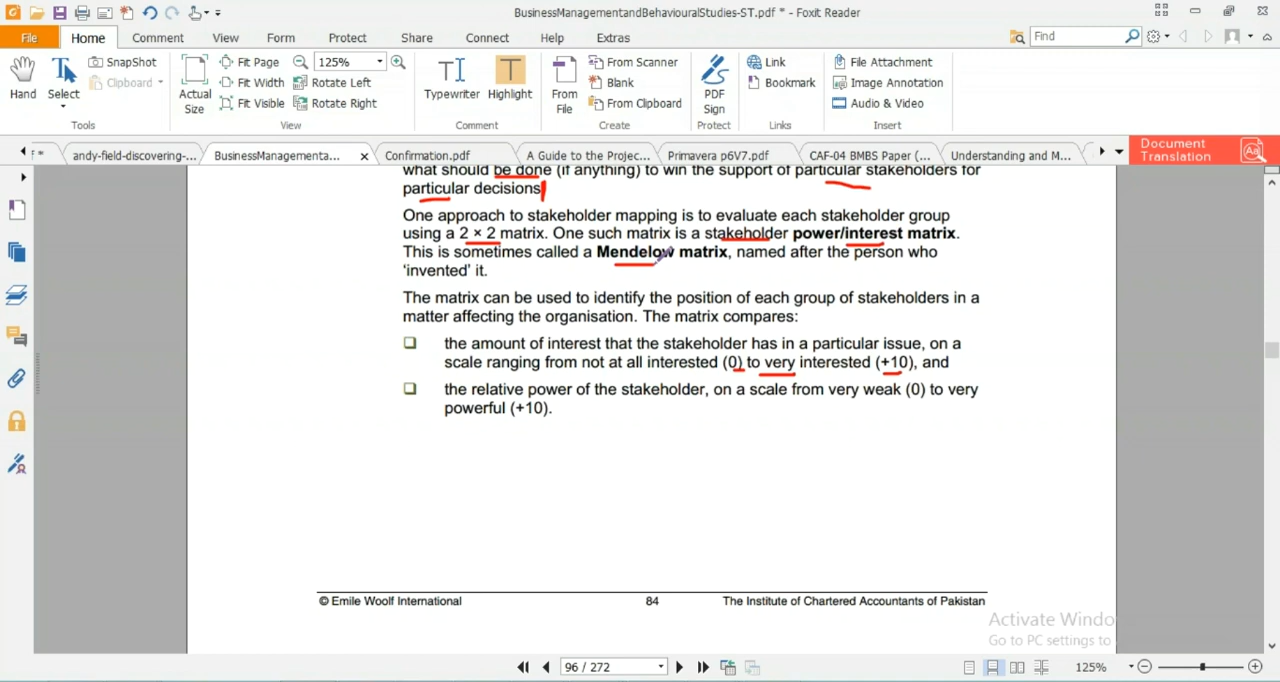 BusinessManagementandBehaviouralStudies-ST.pdf * - Foxit Reader
File Home Comment View Form Protect Share Connect Help Extras Find
Hand Select SnapShot Clipboard Actual Size Fit Page Fit Width Fit Visible 125% Rotate Left Rotate Right Typewriter Highlight From File From Scanner Blank From Clipboard PDF Sign Link Bookmark File Attachment Image Annotation Audio & Video
Tools View Comment Create Protect Links Insert
andy-field-discovering-... BusinessManagementa... Confirmation.pdf A Guide to the Projec... Primavera p6V7.pdf CAF-04 BMBS Paper (... Understanding and M... Document Translation
what should be done (if anything) to win the support of particular stakeholders for
particular decisions
One approach to stakeholder mapping is to evaluate each stakeholder group
using a 2 × 2 matrix. One such matrix is a stakeholder power/interest matrix.
This is sometimes called a Mendelow matrix, named after the person who
‘invented’ it.
The matrix can be used to identify the position of each group of stakeholders in a
matter affecting the organisation. The matrix compares:
the amount of interest that the stakeholder has in a particular issue, on a
scale ranging from not at all interested (0) to very interested (+10), and
the relative power of the stakeholder, on a scale from very weak (0) to very
powerful (+10).
© Emile Woolf International 84 The Institute of Chartered Accountants of Pakistan
Activate Windo
Go to PC settings to
96 / 272 125%